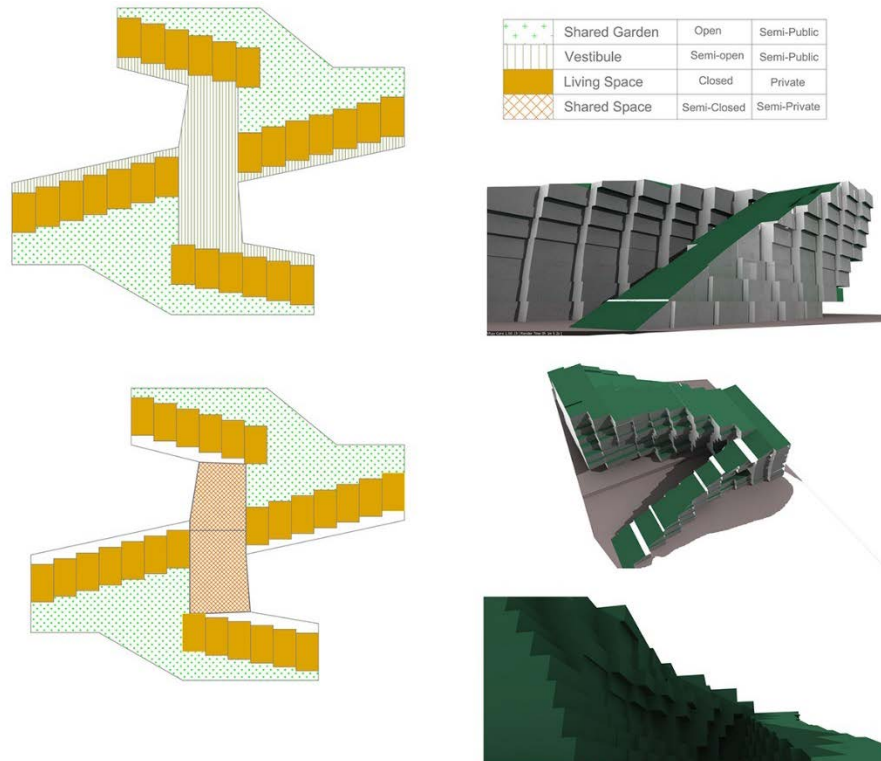 Shared Garden Open Semi-Public
Vestibule Semi-open Semi-Public
Living Space Closed Private
Shared Space Semi-Closed Semi-Private